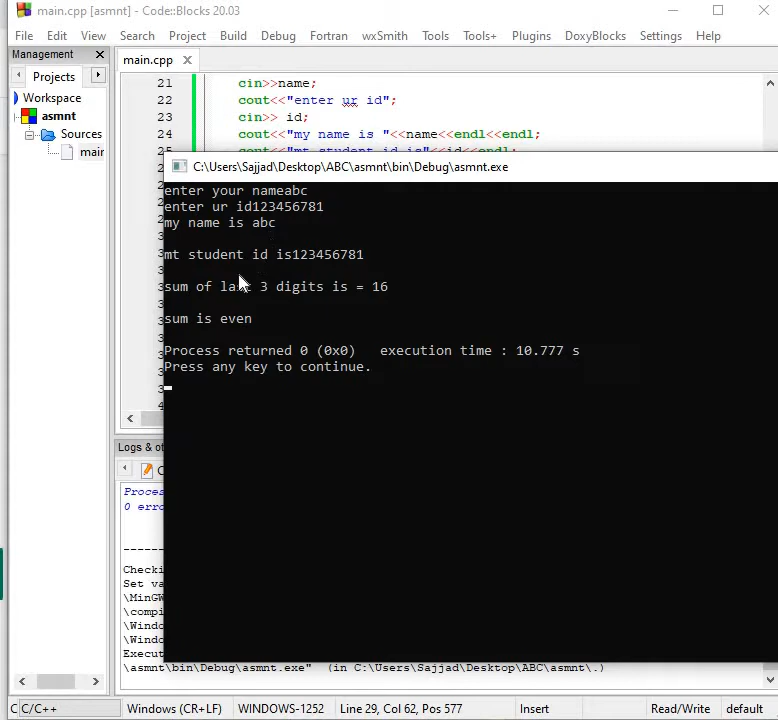 main.cpp [asmnt] - Code::Blocks 20.03
File Edit View Search Project Build Debug Fortran wxSmith Tools Tools+ Plugins DoxyBlocks Settings Help
Management
Projects
Workspace
asmnt
Sources
main.cpp
21 cin>>name;
22 cout<<"enter ur id";
23 cin>> id;
24 cout<<"my name is "<<name<<endl<<endl;
cout<<"mt student id is"<<id<<endl;
C:\Users\Sajjad\Desktop\ABC\asmnt\bin\Debug\asmnt.exe
enter your nameabc
enter ur id123456781
my name is abc
mt student id is123456781
sum of last 3 digits is = 16
sum is even
Process returned 0 (0x0) execution time : 10.777 s
Press any key to continue.
Logs & ot
Proces
0 erro
Checki
Set va
\MinGW
\compi
\Windo
\Windo
Execut
\asmnt\bin\Debug\asmnt.exe" (in C:\Users\Sajjad\Desktop\ABC\asmnt\.)
C/C++ Windows (CR+LF) WINDOWS-1252 Line 29, Col 62, Pos 577 Insert Read/Write default